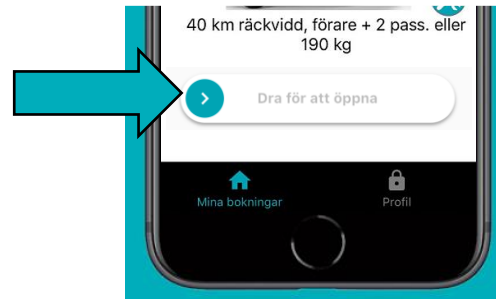 40 km räckvidd, förare + 2 pass. eller
190 kg
Dra för att öppna
Mina bokningar
Profil